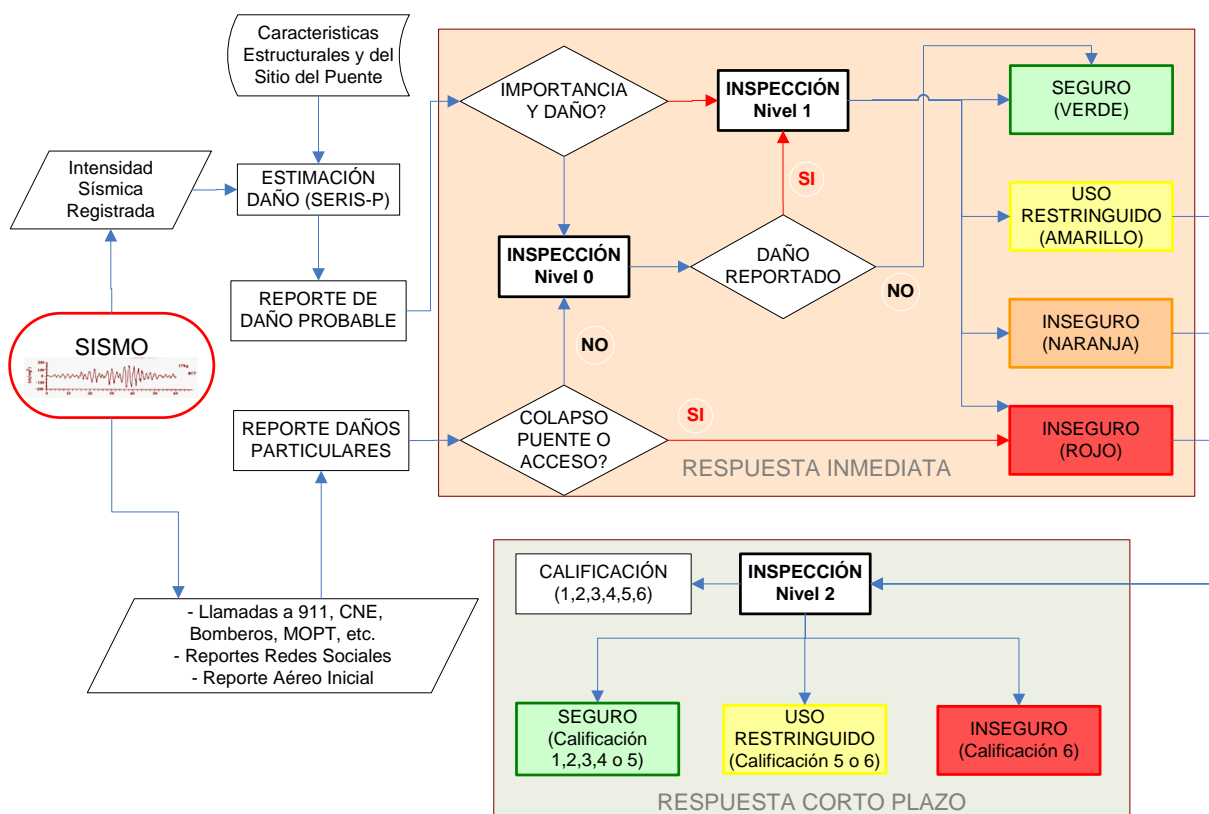 Caracteristicas
Estructurales y del
Sitio del Puente
Intensidad
Sísmica
Registrada
ESTIMACIÓN
DAÑO (SERIS-P)
REPORTE DE
DAÑO PROBABLE
SISMO
REPORTE DAÑOS
PARTICULARES
- Llamadas a 911, CNE,
Bomberos, MOPT, etc.
- Reportes Redes Sociales
- Reporte Aéreo Inicial
IMPORTANCIA
Y DAÑO?
INSPECCIÓN
Nivel 1
SEGURO
(VERDE)
SI
USO
RESTRINGUIDO
(AMARILLO)
INSPECCIÓN
Nivel 0
DAÑO
REPORTADO
NO
INSEGURO
(NARANJA)
NO
COLAPSO
PUENTE O
ACCESO?
SI
INSEGURO
(ROJO)
RESPUESTA INMEDIATA
CALIFICACIÓN
(1,2,3,4,5,6)
INSPECCIÓN
Nivel 2
SEGURO
(Calificación
1,2,3,4 o 5)
USO
RESTRINGUIDO
(Calificación 5 o 6)
INSEGURO
(Calificación 6)
RESPUESTA CORTO PLAZO